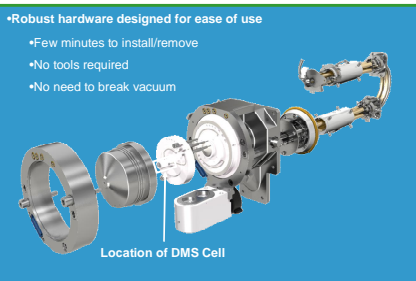 •Robust hardware designed for ease of use
•Few minutes to install/remove
•No tools required
•No need to break vacuum
Location of DMS Cell